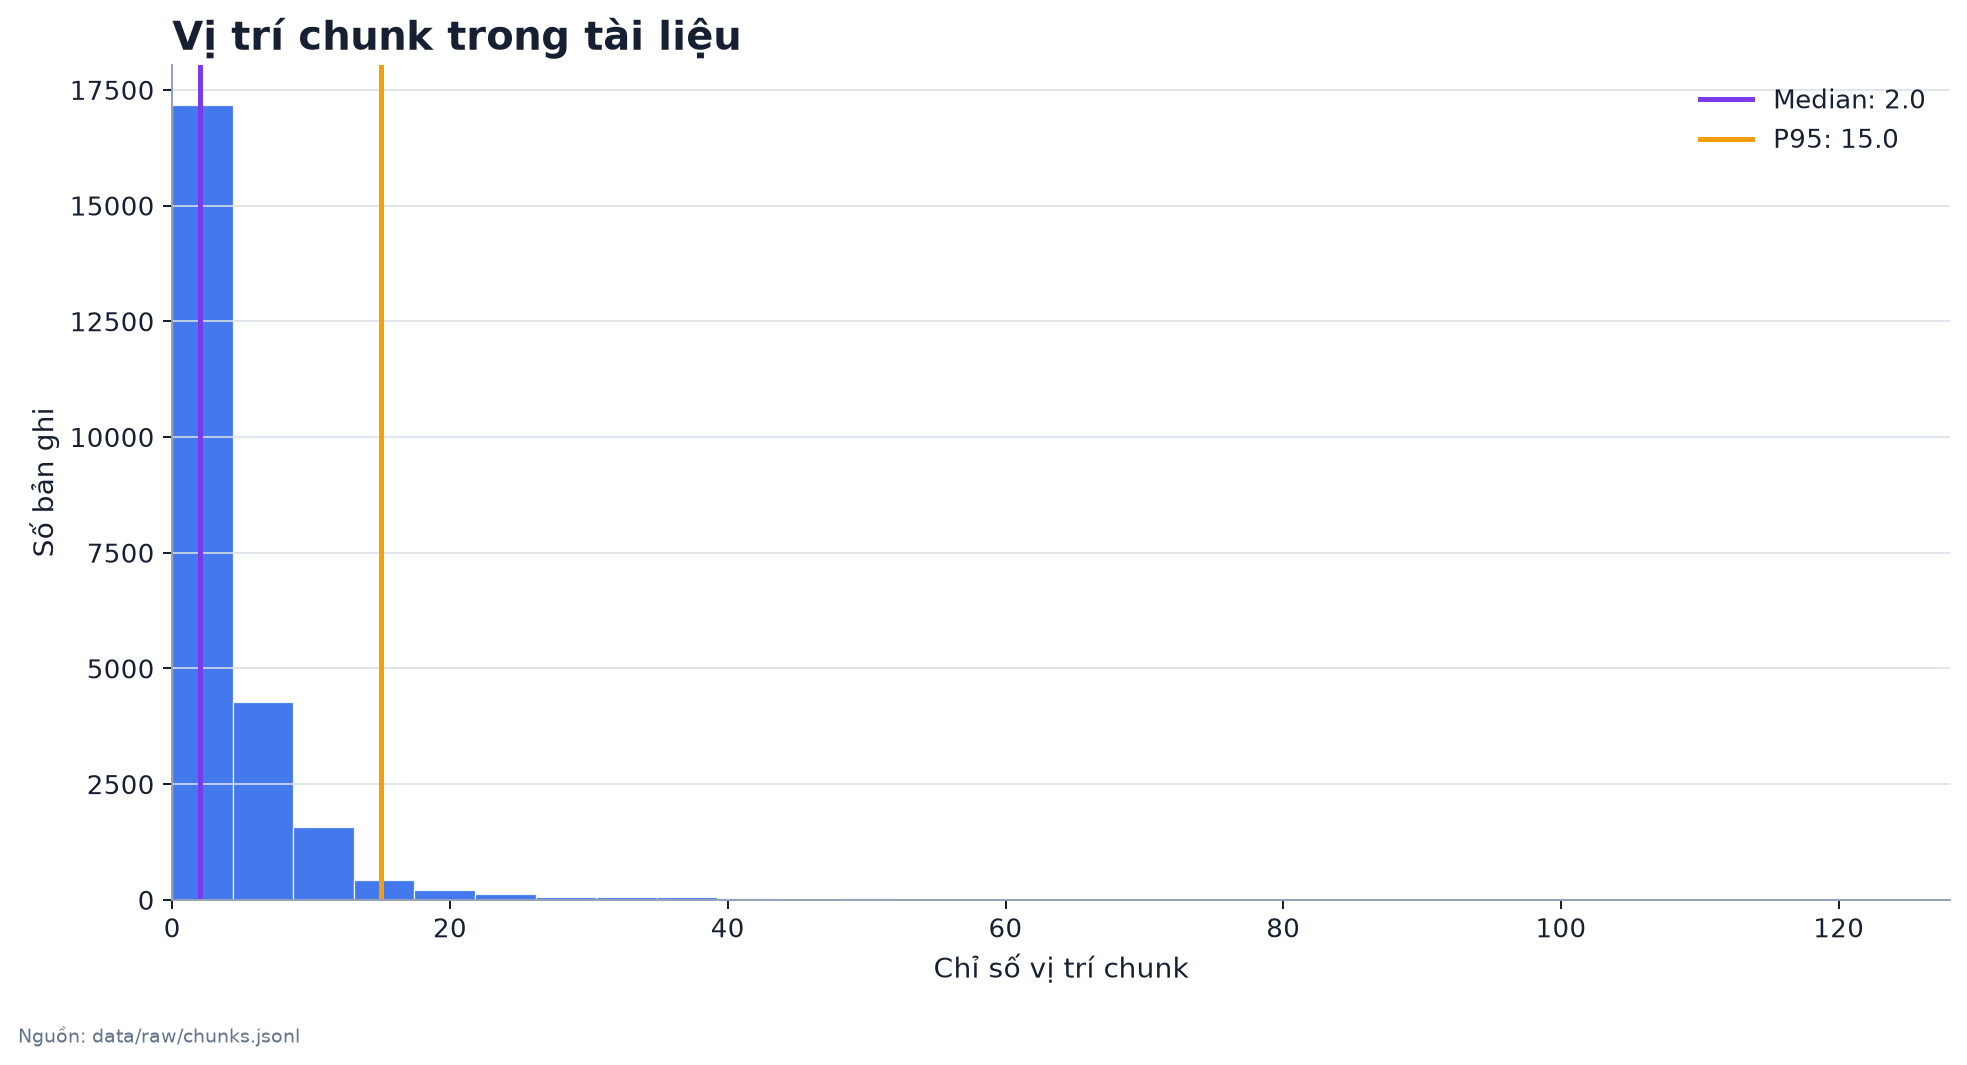 Vị trí chunk trong tài liệu
17500
15000
12500
10000
7500
5000
2500
0
Số bản ghi
Median: 2.0
P95: 15.0
0 20 40 60 80 100 120
Chỉ số vị trí chunk
Nguồn: data/raw/chunks.jsonl